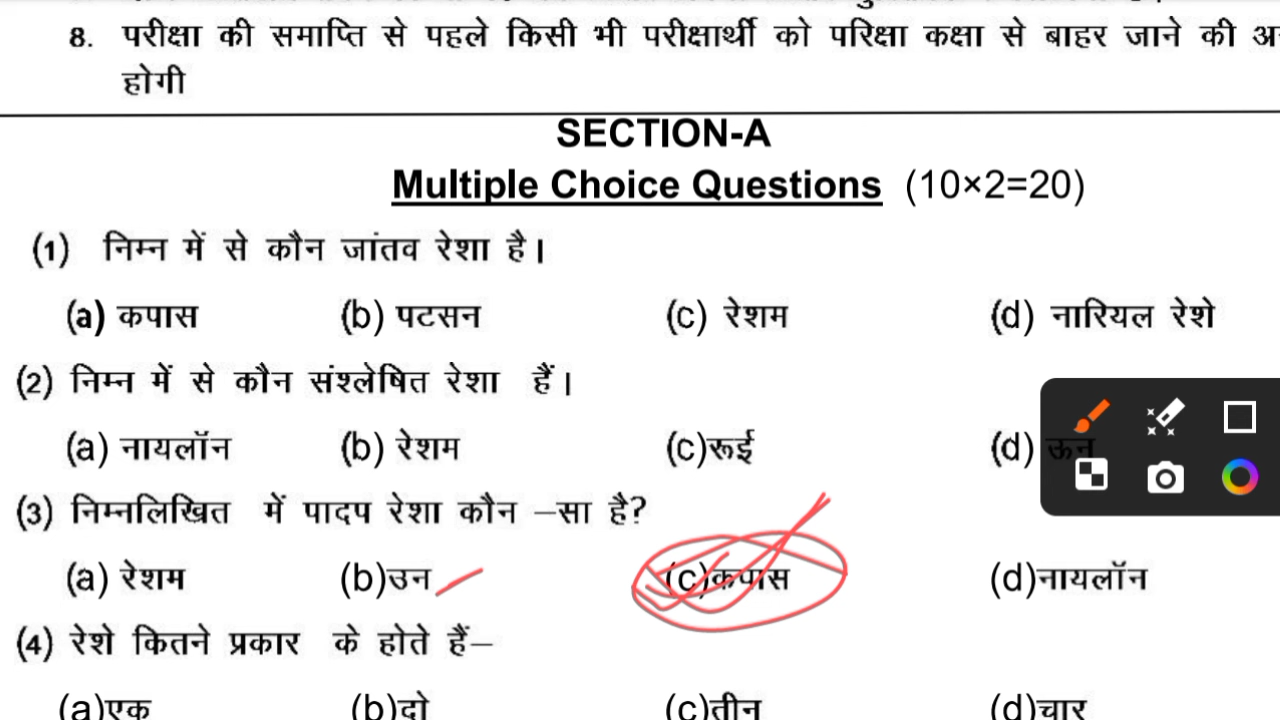 8. परीक्षा की समाप्ति से पहले किसी भी परीक्षार्थी को परिक्षा कक्षा से बाहर जाने की
होगी
SECTION-A
Multiple Choice Questions (10×2=20)
(1) निम्न में से कौन जांतव रेशा है।
(a) कपास (b) पटसन (c) रेशम (d) नारियल रेशे
(2) निम्न में से कौन संश्लेषित रेशा हैं।
(a) नायलॉन (b) रेशम (c)रूई (d) ऊन
(3) निम्नलिखित में पादप रेशा कौन –सा है?
(a) रेशम (b)उन (c)कपास (d)नायलॉन
(4) रेशे कितने प्रकार के होते हैं–
(a)एक (b)दो (c)तीन (d)चार